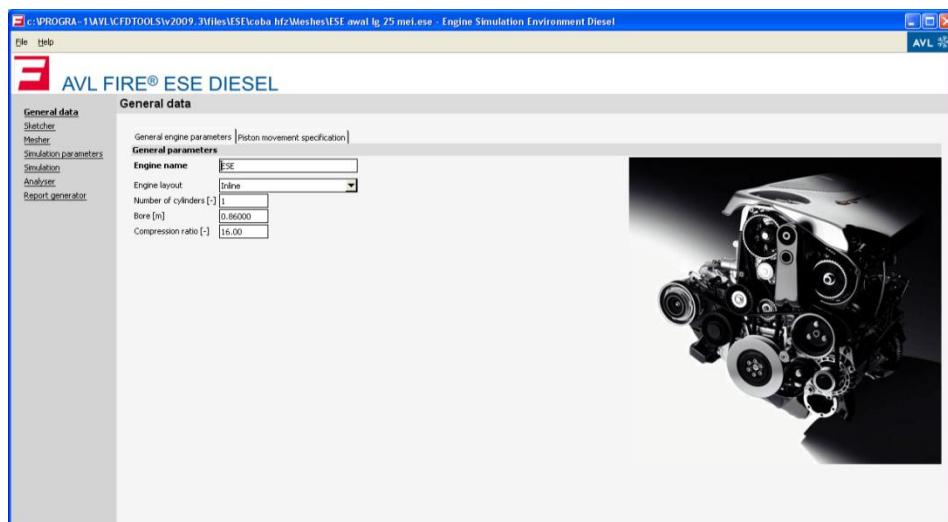 c:\PROGRA~1\AVL\CFDTOOLS\v2009.3\files\ESE\coba hfz\Meshes\ESE awal lg 25 mei.ese - Engine Simulation Environment Diesel
File Help
AVL
AVL FIRE® ESE DIESEL
General data
General data
Sketcher
Mesher
Simulation parameters
Simulation
Analyser
Report generator
General engine parameters Piston movement specification
General parameters
Engine name ESE
Engine layout Inline
Number of cylinders [-] 1
Bore [m] 0.86000
Compression ratio [-] 16.00